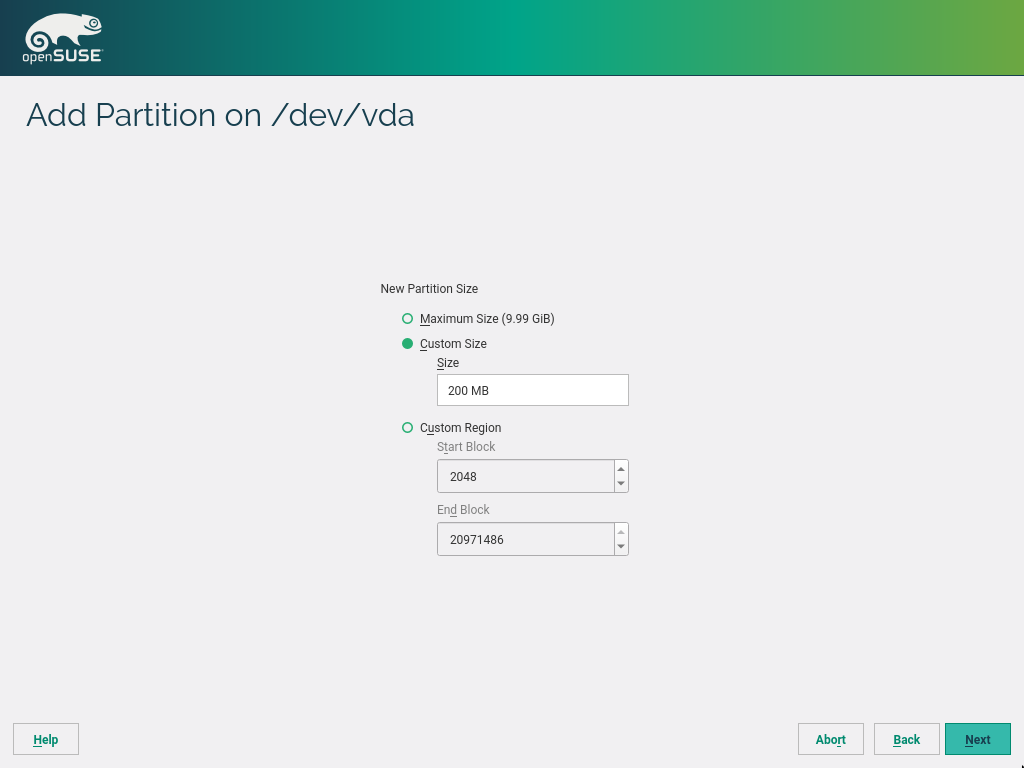 openSUSE
Add Partition on /dev/vda
New Partition Size
Maximum Size (9.99 GiB)
Custom Size
Size
200 MB
Custom Region
Start Block
2048
End Block
20971486
Help
Abort
Back
Next